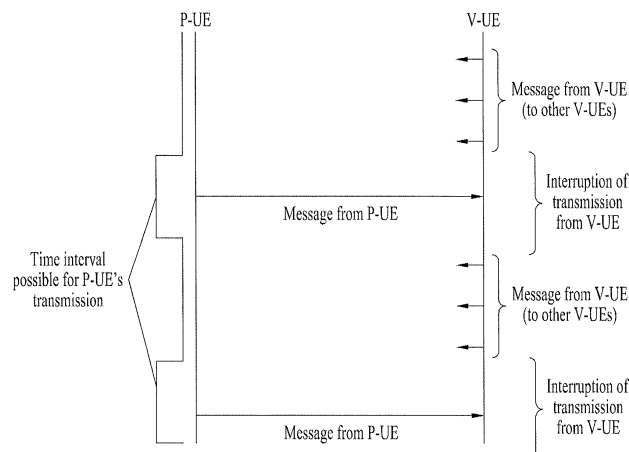 P-UE
V-UE
Message from V-UE
(to other V-UEs)
Interruption of
transmission
from V-UE
Message from P-UE
Time interval
possible for P-UE's
transmission
Message from V-UE
(to other V-UEs)
Interruption of
transmission
from V-UE
Message from P-UE